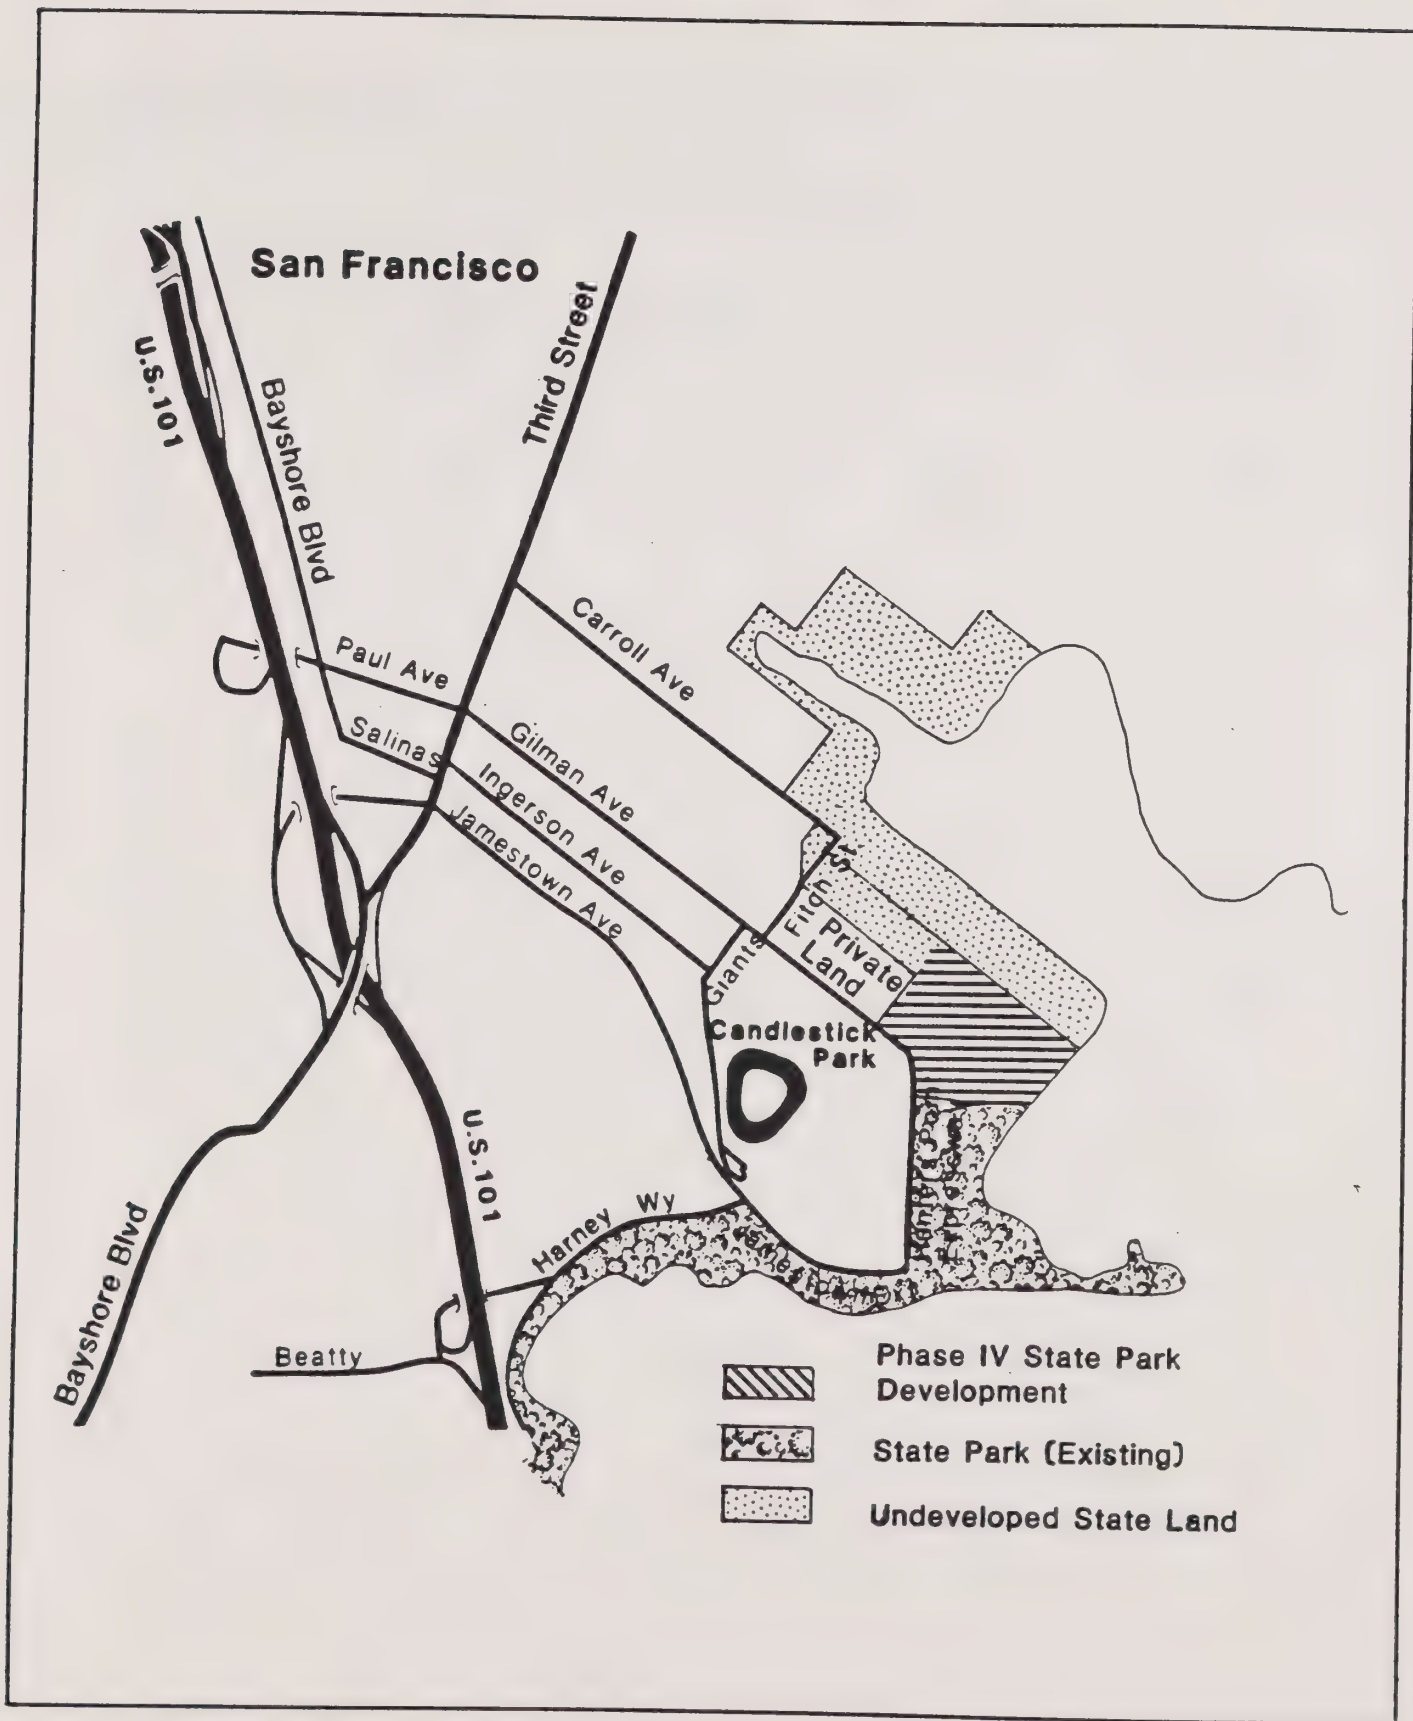 San Francisco
U.S.101
Bayshore Blvd
Third Street
Paul Ave
Carroll Ave
Salinas
Gilman Ave
Ingerson Ave
Jamestown Ave
Fitch St
Giants
Private
Land
Candlestick
Park
U.S.101
Harney Wy
Bayshore Blvd
Beatty
Phase IV State Park
Development
State Park (Existing)
Undeveloped State Land